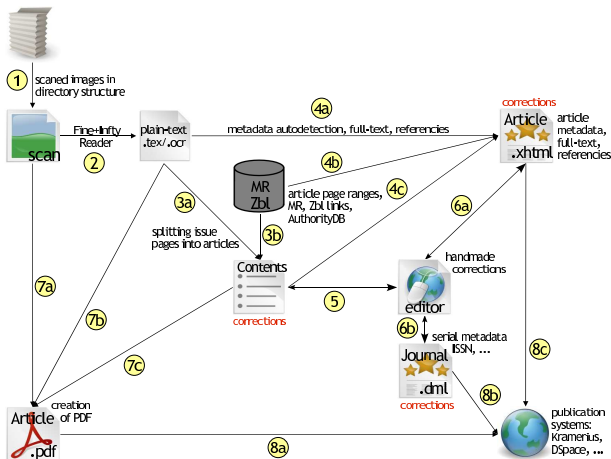 1
scaned images in
directory structure
scan
Fine+Infty
Reader
2
plain-text
.tex/.ocr
4a
metadata autodetection, full-text, referencies
corrections
Article
.xhtml
article
metadata,
full-text,
referencies
MR
Zbl
4b
article page ranges,
MR, Zbl links,
AuthorityDB
4c
3a
splitting issue
pages into articles
3b
6a
Contents
corrections
5
handmade
corrections
editor
7a
7b
7c
6b
serial metadata
ISSN, ...
Journal
.dml
corrections
8b
8c
Article
.pdf
creation
of PDF
8a
publication
systems:
Kramerius,
DSpace, ...